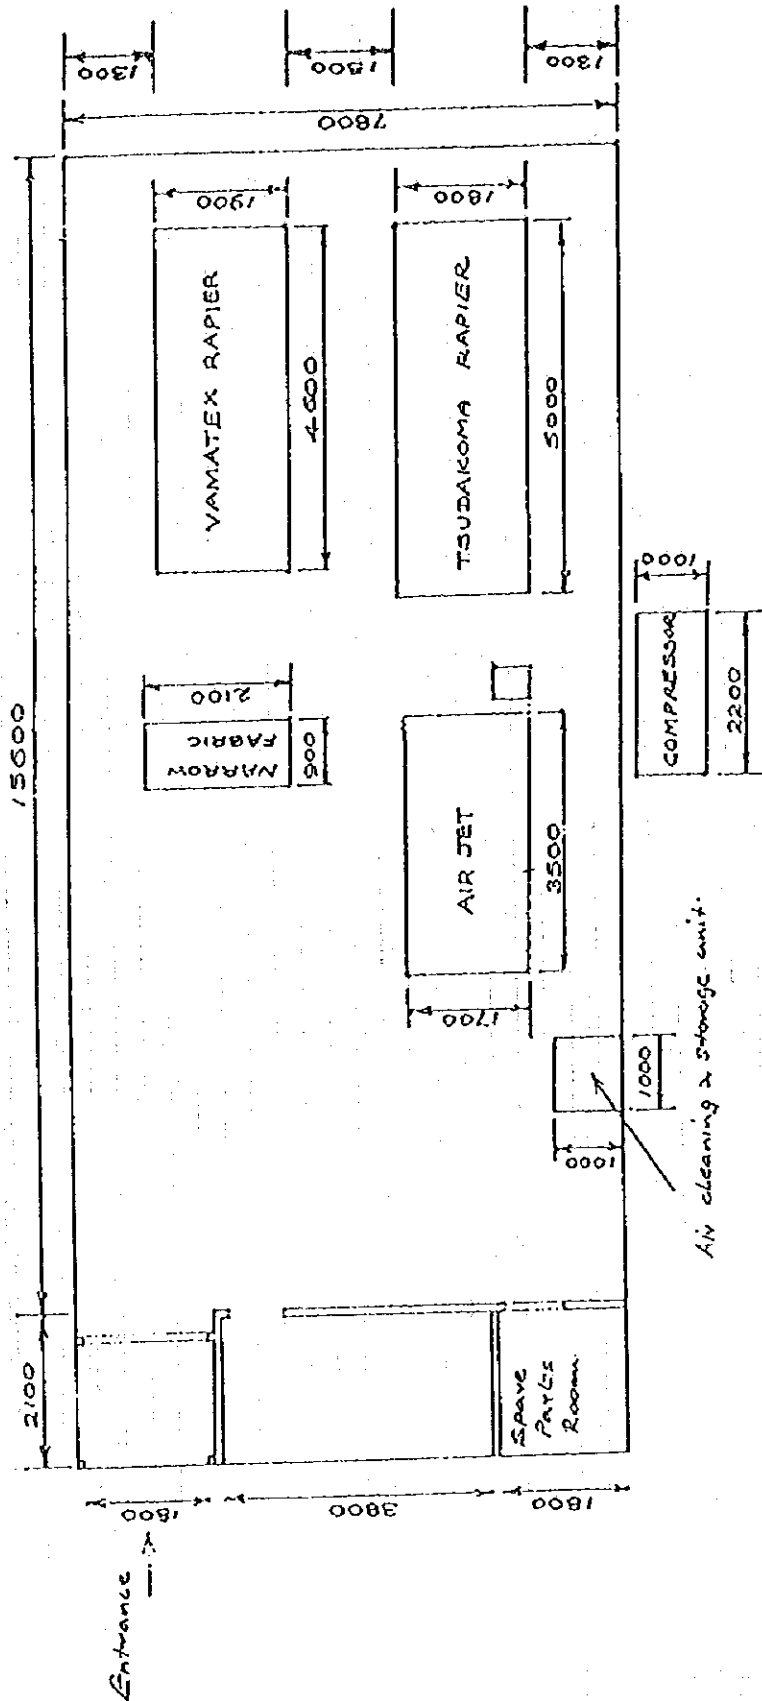 15600
2100
1300
1500
1300
7800
VAMATEX RAPIER
1900
4600
TSUDAKOMA RAPIER
1800
5000
NARROW
FABRIC
2100
900
AIR JET
1700
3500
COMPRESSOR
1000
2200
1000
1000
Air cleaning & storage unit.
Spare
Parts
Room.
1800
3800
1800
Entrance